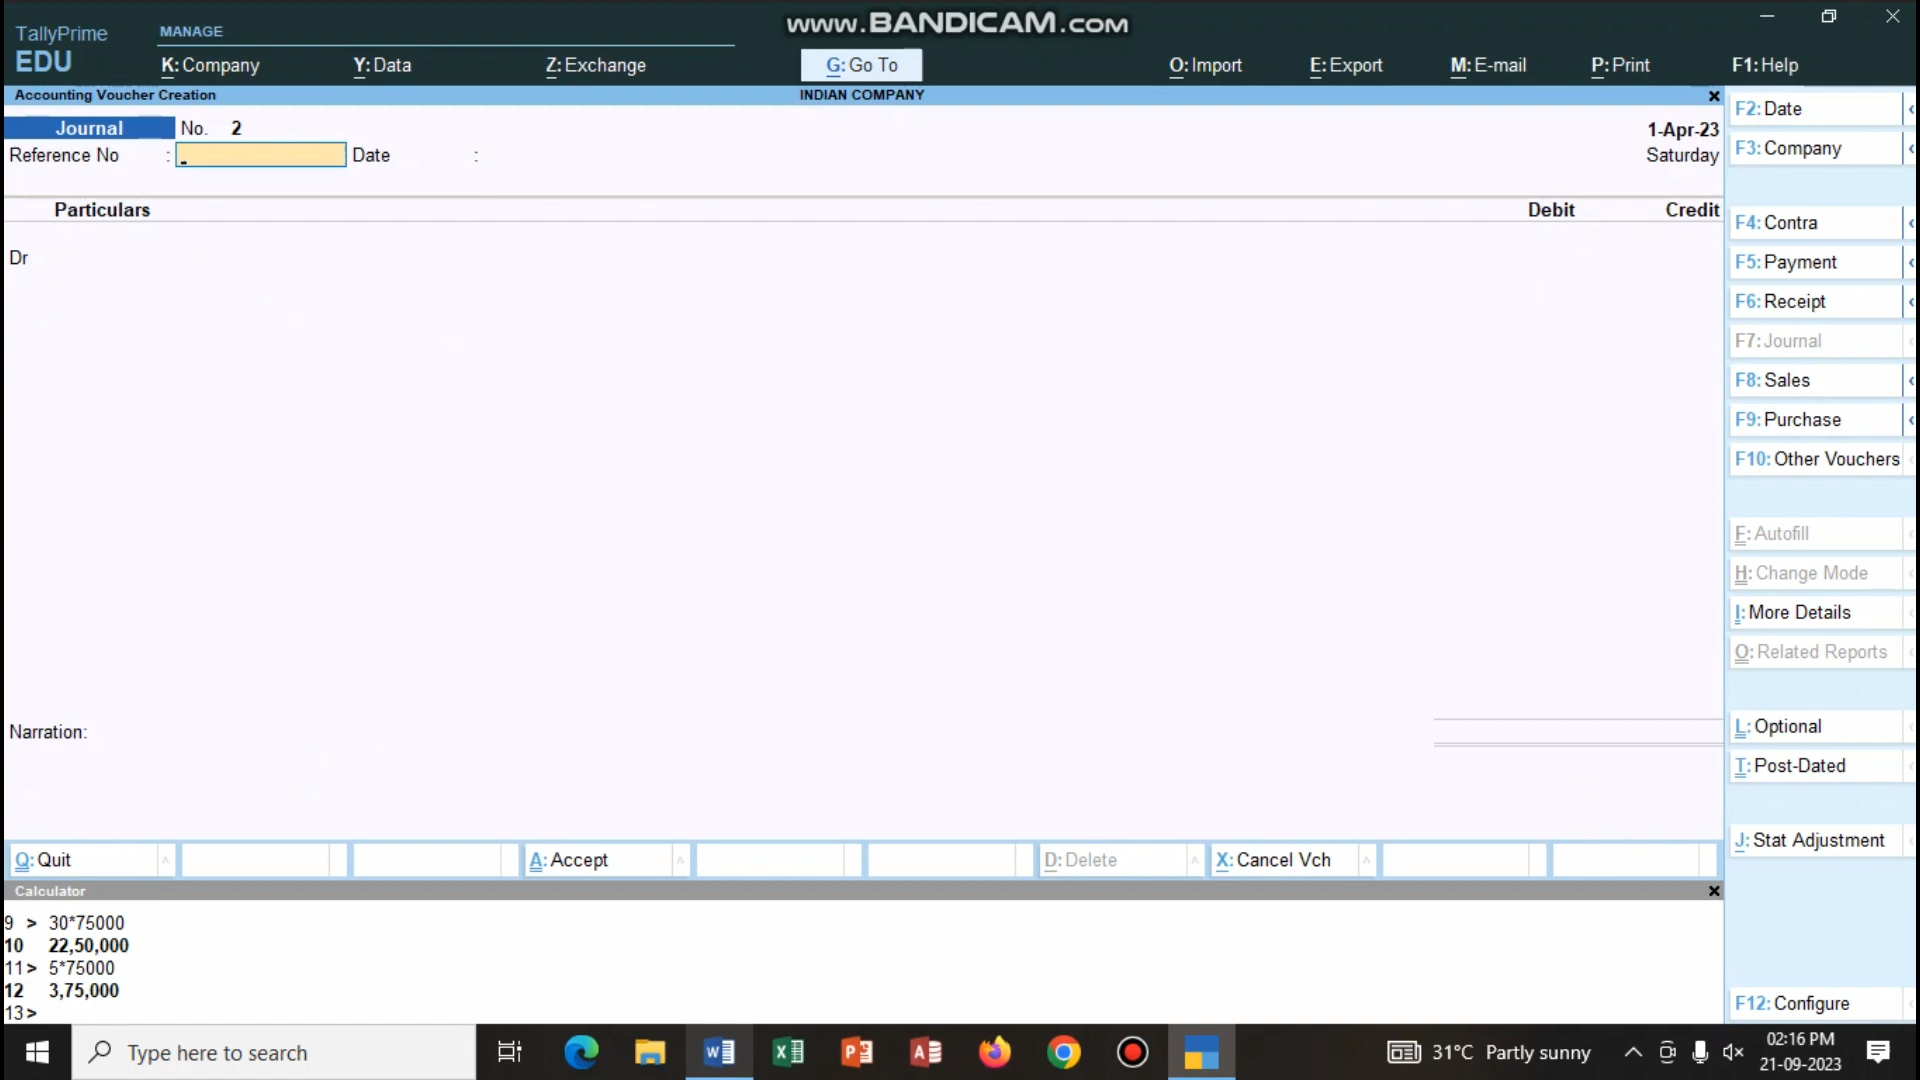 www.BANDICAM.com
TallyPrime
EDU
MANAGE
K: Company
Y: Data
Z: Exchange
G: Go To
O: Import
E: Export
M: E-mail
P: Print
F1: Help
Accounting Voucher Creation
INDIAN COMPANY
Journal No. 2
1-Apr-23
Reference No : Date :
Saturday
Particulars Debit Credit
Dr
Narration:
F2: Date
F3: Company
F4: Contra
F5: Payment
F6: Receipt
F7: Journal
F8: Sales
F9: Purchase
F10: Other Vouchers
F: Autofill
H: Change Mode
I: More Details
O: Related Reports
L: Optional
T: Post-Dated
J: Stat Adjustment
F12: Configure
Q: Quit
A: Accept
D: Delete
X: Cancel Vch
Calculator
9 > 30*75000
10 22,50,000
11> 5*75000
12 3,75,000
13>
Type here to search
31°C Partly sunny
02:16 PM
21-09-2023